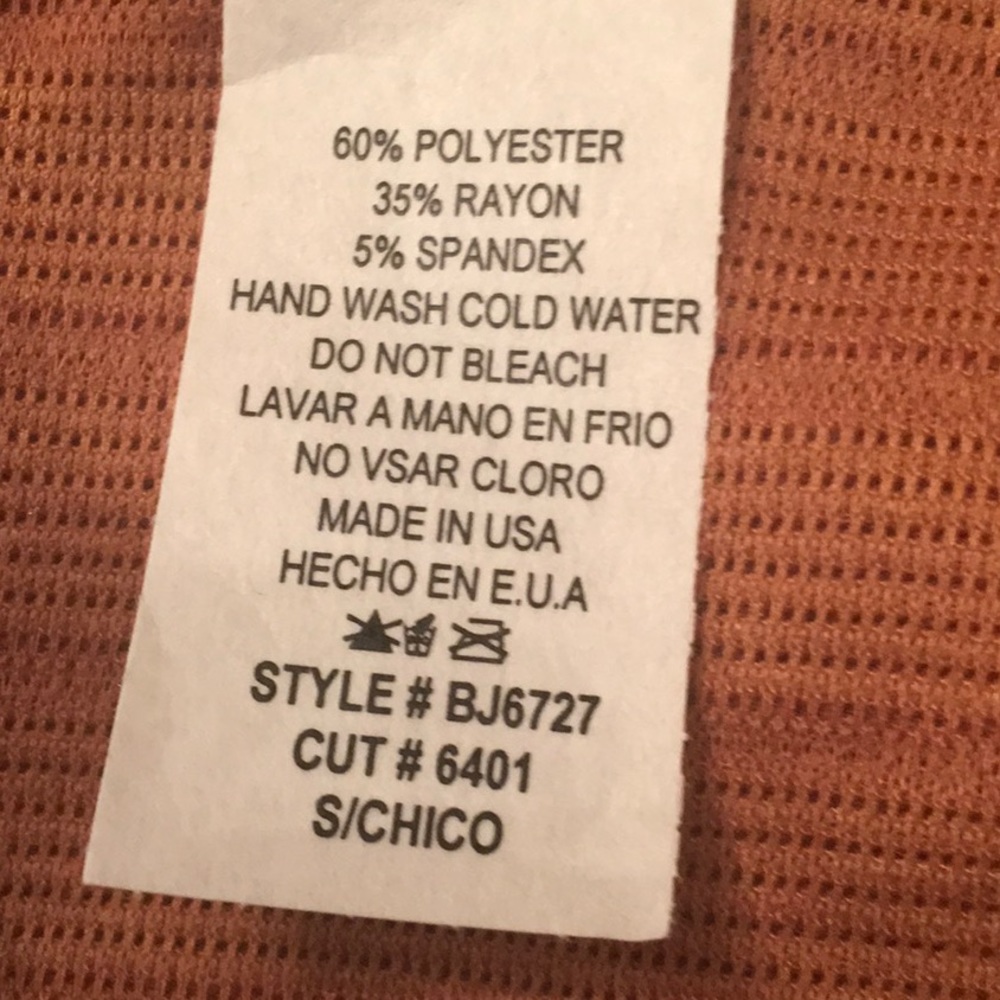 60% POLYESTER
35% RAYON
5% SPANDEX
HAND WASH COLD WATER
DO NOT BLEACH
LAVAR A MANO EN FRIO
NO VSAR CLORO
MADE IN USA
HECHO EN E.U.A
STYLE # BJ6727
CUT # 6401
S/CHICO